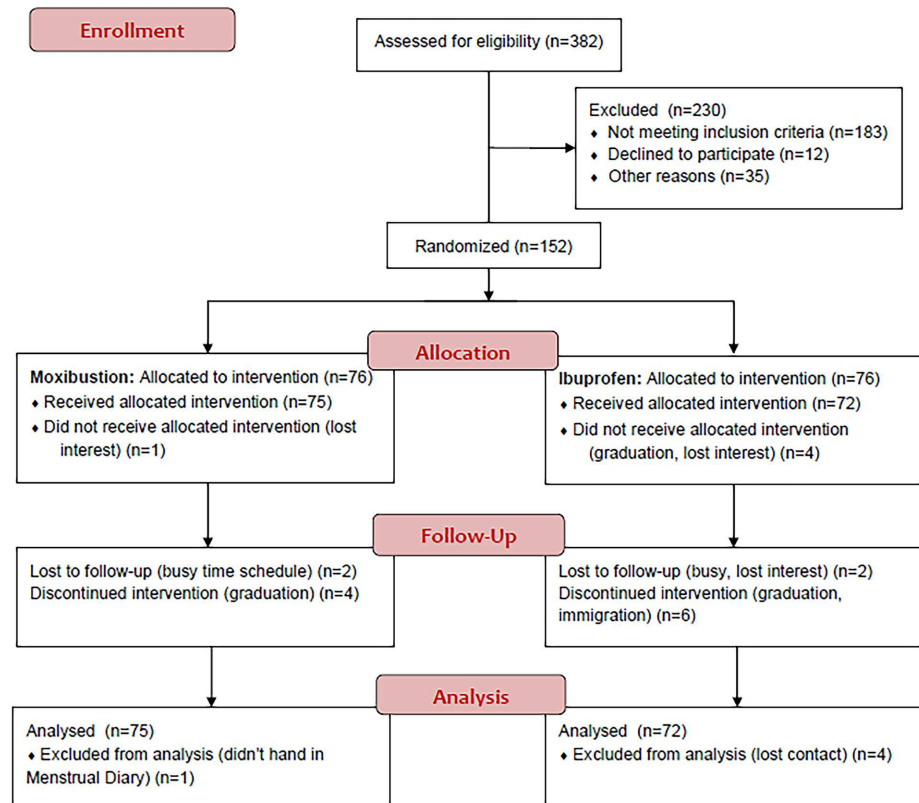 Enrollment
Assessed for eligibility (n=382)
Excluded (n=230)
♦ Not meeting inclusion criteria (n=183)
♦ Declined to participate (n=12)
♦ Other reasons (n=35)
Randomized (n=152)
Allocation
Moxibustion: Allocated to intervention (n=76)
♦ Received allocated intervention (n=75)
♦ Did not receive allocated intervention (lost
interest) (n=1)
Ibuprofen: Allocated to intervention (n=76)
♦ Received allocated intervention (n=72)
♦ Did not receive allocated intervention
(graduation, lost interest) (n=4)
Follow-Up
Lost to follow-up (busy time schedule) (n=2)
Discontinued intervention (graduation) (n=4)
Lost to follow-up (busy, lost interest) (n=2)
Discontinued intervention (graduation,
immigration) (n=6)
Analysis
Analysed (n=75)
♦ Excluded from analysis (didn't hand in
Menstrual Diary) (n=1)
Analysed (n=72)
♦ Excluded from analysis (lost contact) (n=4)